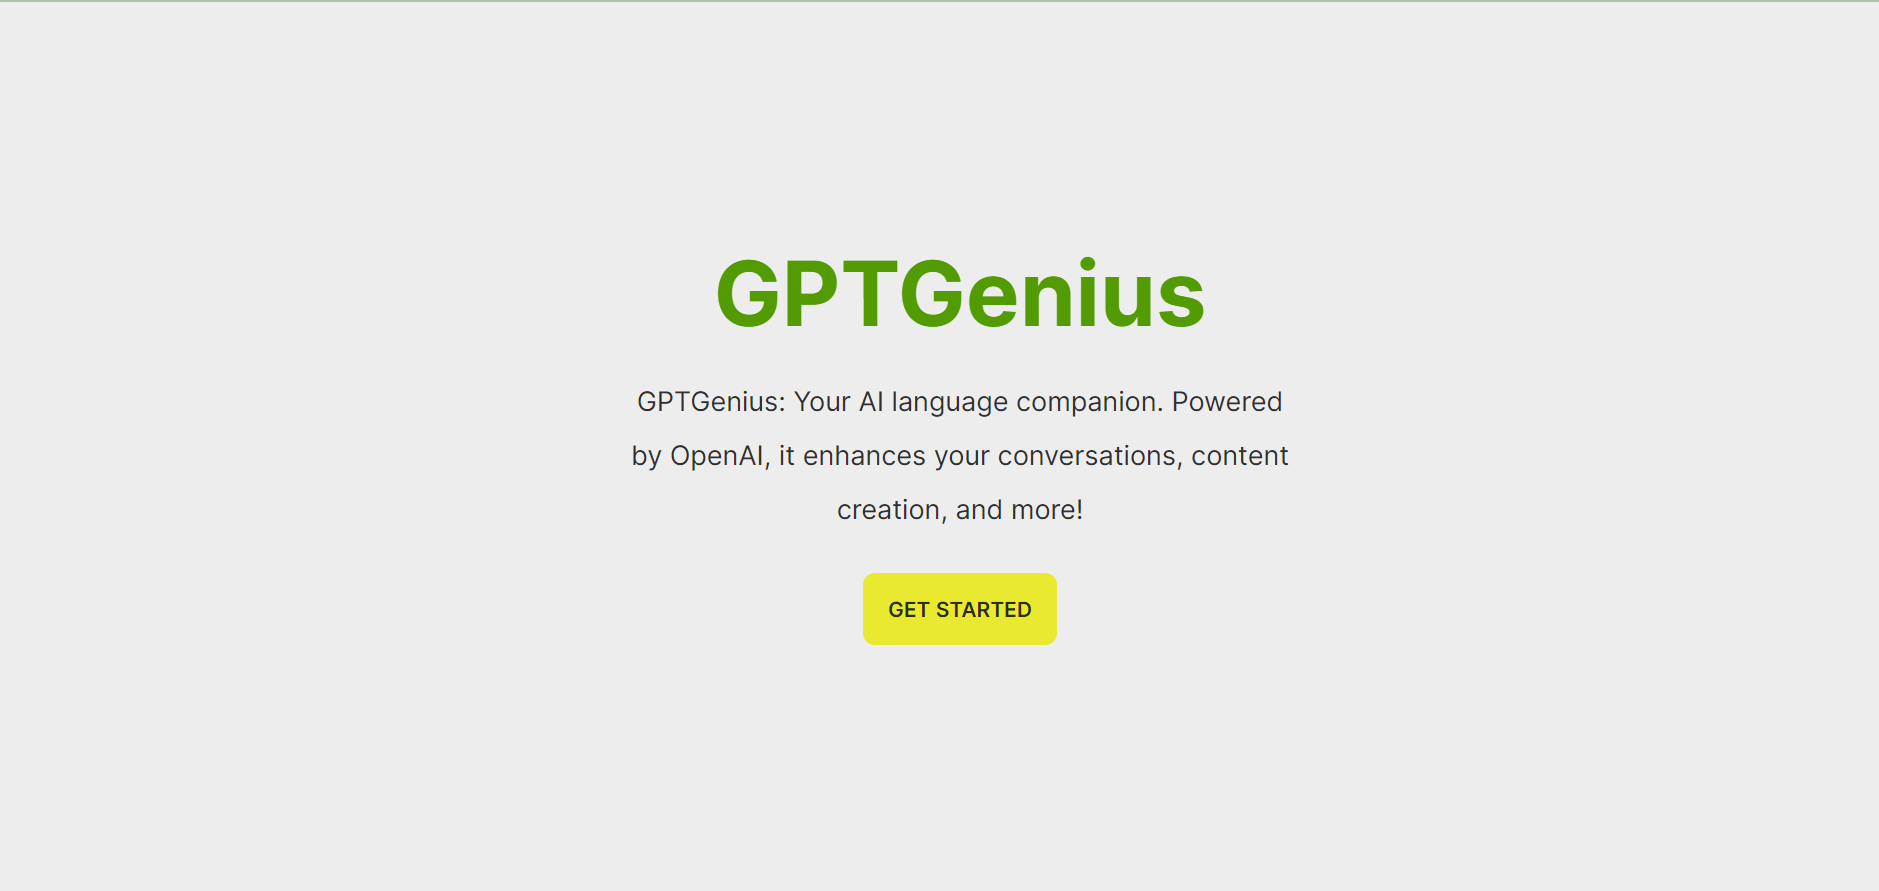 GPTGenius
GPTGenius: Your AI language companion. Powered
by OpenAI, it enhances your conversations, content
creation, and more!
GET STARTED